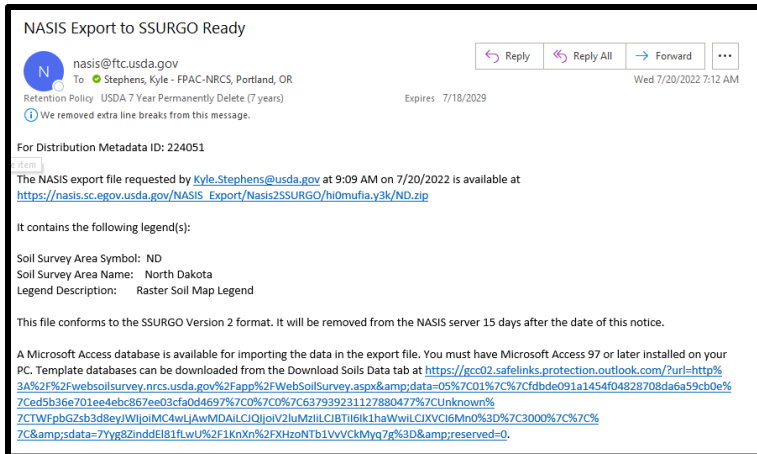 NASIS Export to SSURGO Ready
N
nasis@ftc.usda.gov
To Stephens, Kyle - FPAC-NRCS, Portland, OR
Reply
Reply All
Forward
Wed 7/20/2022 7:12 AM
Retention Policy USDA 7 Year Permanently Delete (7 years)
Expires 7/18/2029
We removed extra line breaks from this message.
For Distribution Metadata ID: 224051
e item
The NASIS export file requested by Kyle.Stephens@usda.gov at 9:09 AM on 7/20/2022 is available at
https://nasis.sc.egov.usda.gov/NASIS_Export/Nasis2SSURGO/hi0mufia.y3k/ND.zip
It contains the following legend(s):
Soil Survey Area Symbol: ND
Soil Survey Area Name: North Dakota
Legend Description: Raster Soil Map Legend
This file conforms to the SSURGO Version 2 format. It will be removed from the NASIS server 15 days after the date of this notice.
A Microsoft Access database is available for importing the data in the export file. You must have Microsoft Access 97 or later installed on your
PC. Template databases can be downloaded from the Download Soils Data tab at https://gcc02.safelinks.protection.outlook.com/?url=http%
3A%2F%2Fwebsoilsurvey.nrcs.usda.gov%2Fapp%2FWebSoilSurvey.aspx&amp;data=05%7C01%7C%7Cfdbde091a1454f04828708da6a59cb0e%
7Ced5b36e701ee4ebc867ee03cfa0d4697%7C0%7C0%7C637939231127880477%7CUnknown%
7CTWFpbGZsb3d8eyJWIjoiMC4wLjAwMDAiLCJQIjoiV2luMzIiLCJBTiI6Ik1haWwiLCJXVCI6Mn0%3D%7C3000%7C%7C%
7C&amp;sdata=7Yyg8ZinddEl81fLwU%2F1KnXn%2FXHzoNTb1VvVCkMyq7g%3D&amp;reserved=0.